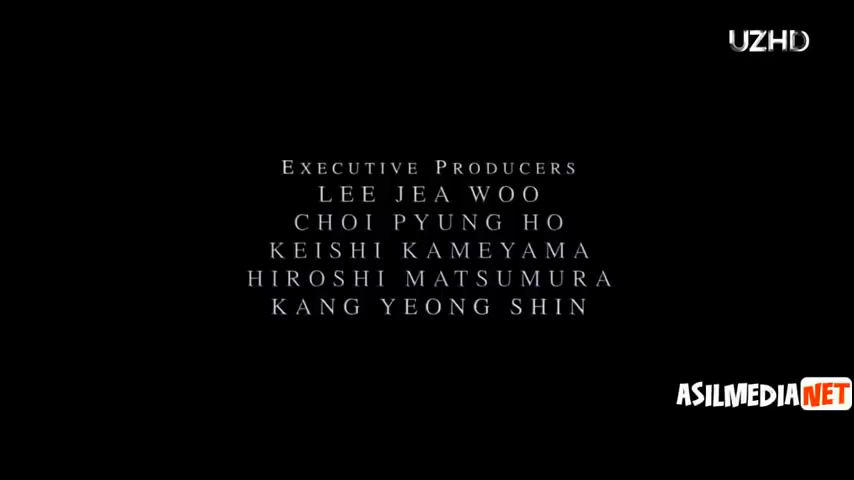 UZHD
EXECUTIVE PRODUCERS
LEE JEA WOO
CHOI PYUNG HO
KEISHI KAMEYAMA
HIROSHI MATSUMURA
KANG YEONG SHIN
ASILMEDIA NET